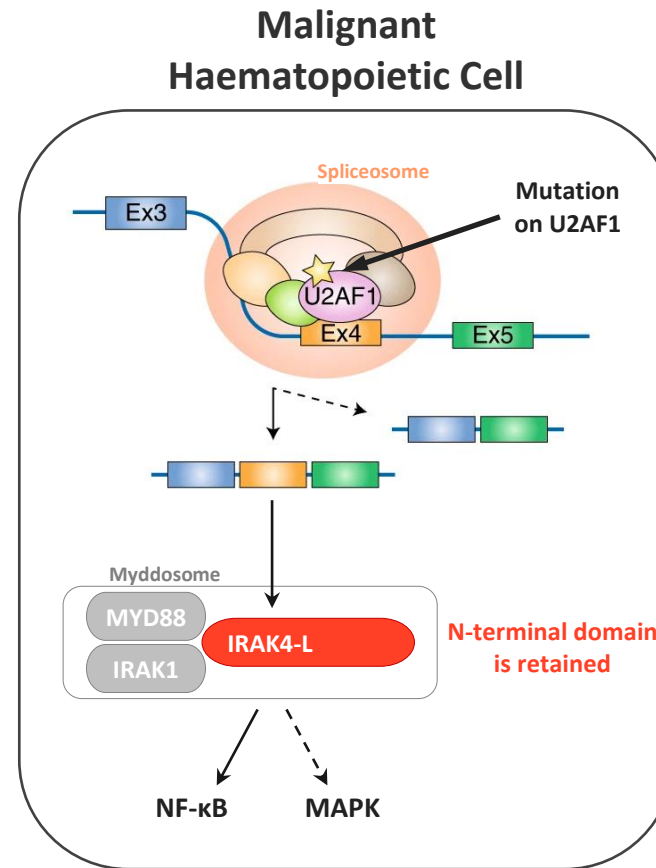 Malignant
Haematopoietic Cell
Spliceosome
Mutation
on U2AF1
Ex3
U2AF1
Ex4
Ex5
Myddosome
MYD88
IRAK4-L
IRAK1
N-terminal domain
is retained
NF-κB
MAPK